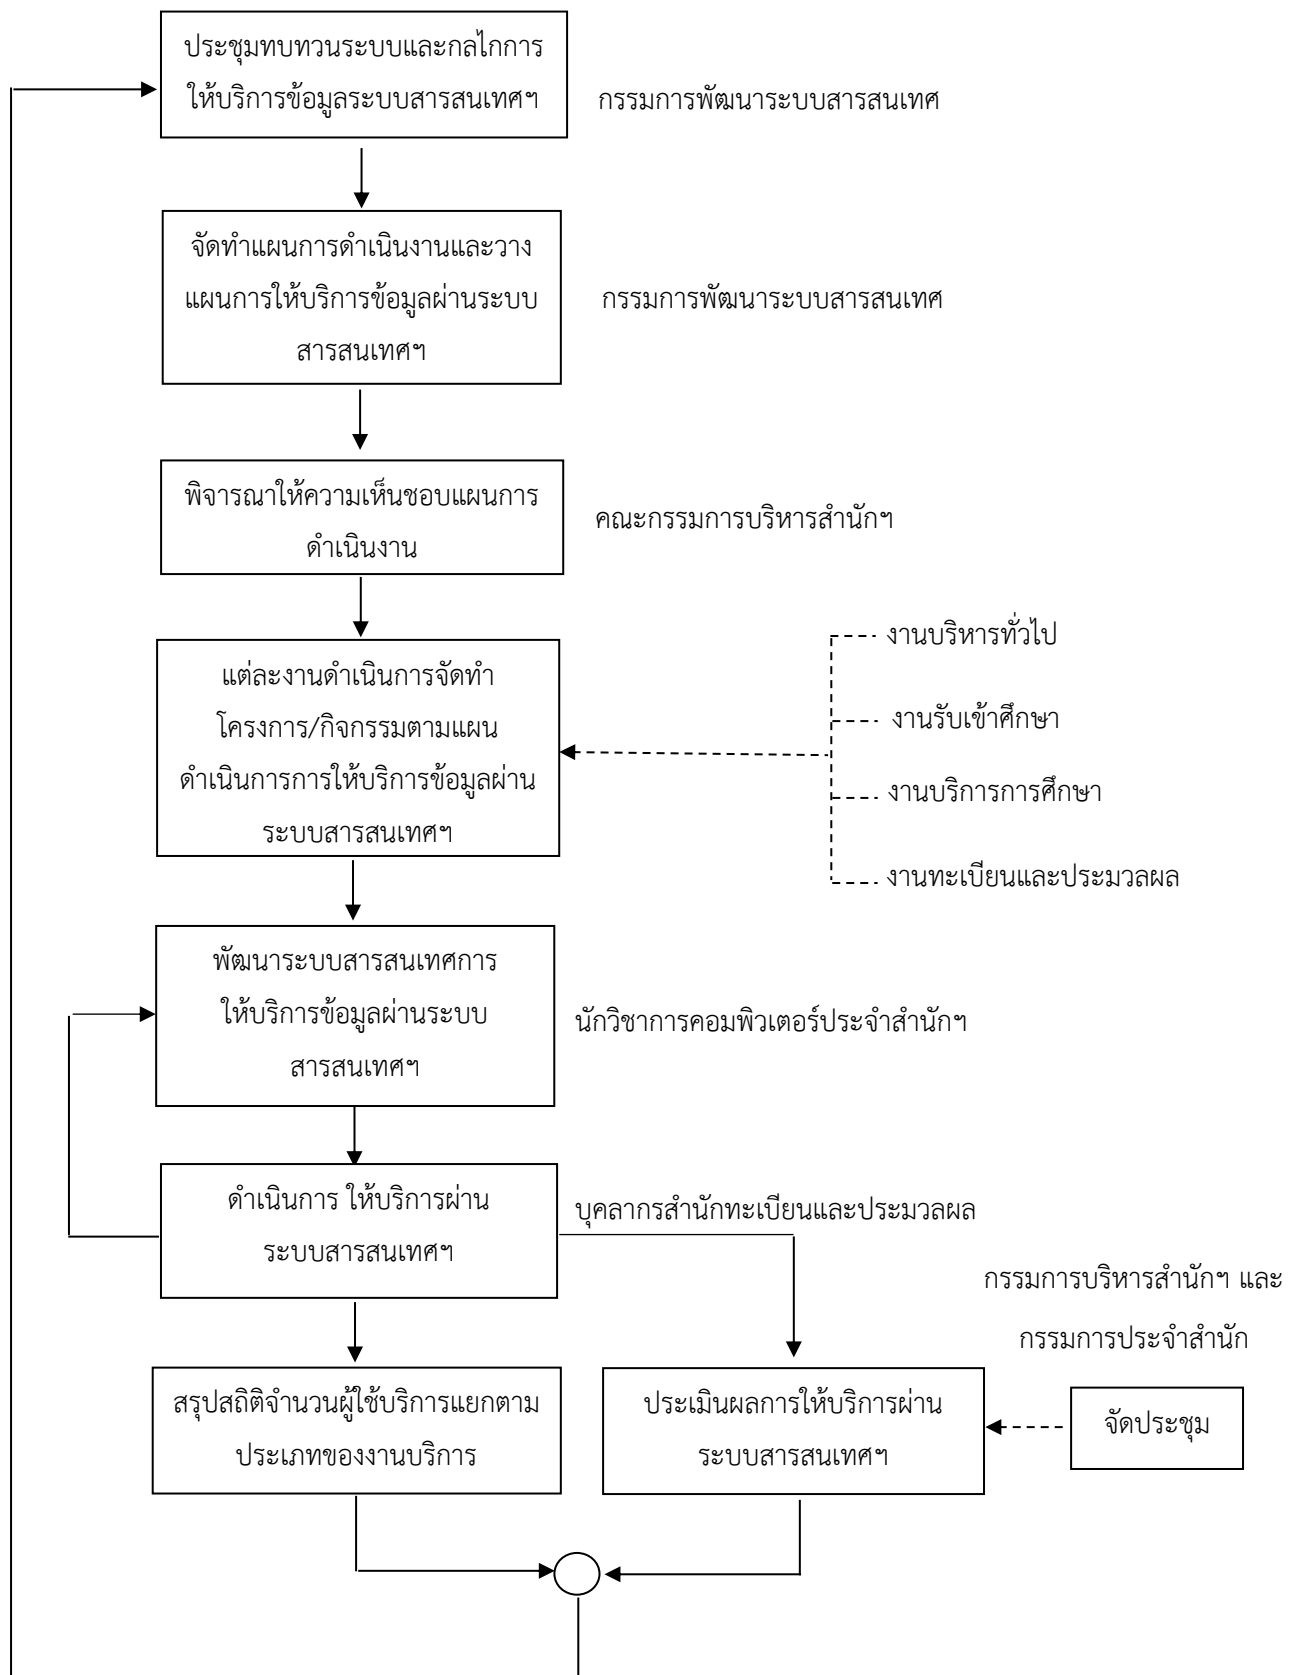 ประชุมทบทวนระบบและกลไกการ
ให้บริการข้อมูลระบบสารสนเทศฯ
กรรมการพัฒนาระบบสารสนเทศ
จัดทำแผนการดำเนินงานและวาง
แผนการให้บริการข้อมูลผ่านระบบ
สารสนเทศฯ
กรรมการพัฒนาระบบสารสนเทศ
พิจารณาให้ความเห็นชอบแผนการ
ดำเนินงาน
คณะกรรมการบริหารสำนักฯ
แต่ละงานดำเนินการจัดทำ
โครงการ/กิจกรรมตามแผน
ดำเนินการการให้บริการข้อมูลผ่าน
ระบบสารสนเทศฯ
งานบริหารทั่วไป
งานรับเข้าศึกษา
งานบริการการศึกษา
งานทะเบียนและประมวลผล
พัฒนาระบบสารสนเทศการ
ให้บริการข้อมูลผ่านระบบ
สารสนเทศฯ
นักวิชาการคอมพิวเตอร์ประจำสำนักฯ
ดำเนินการ ให้บริการผ่าน
ระบบสารสนเทศฯ
บุคลากรสำนักทะเบียนและประมวลผล
กรรมการบริหารสำนักฯ และ
กรรมการประจำสำนัก
สรุปสถิติจำนวนผู้ใช้บริการแยกตาม
ประเภทของงานบริการ
ประเมินผลการให้บริการผ่าน
ระบบสารสนเทศฯ
จัดประชุม